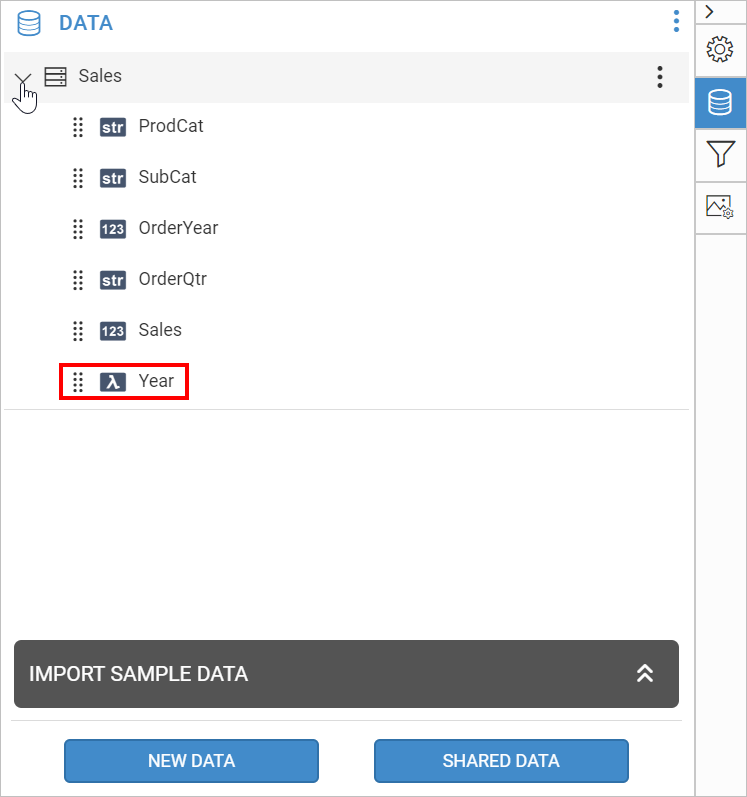 DATA
Sales
str ProdCat
str SubCat
123 OrderYear
str OrderQtr
123 Sales
λ Year
IMPORT SAMPLE DATA
NEW DATA SHARED DATA